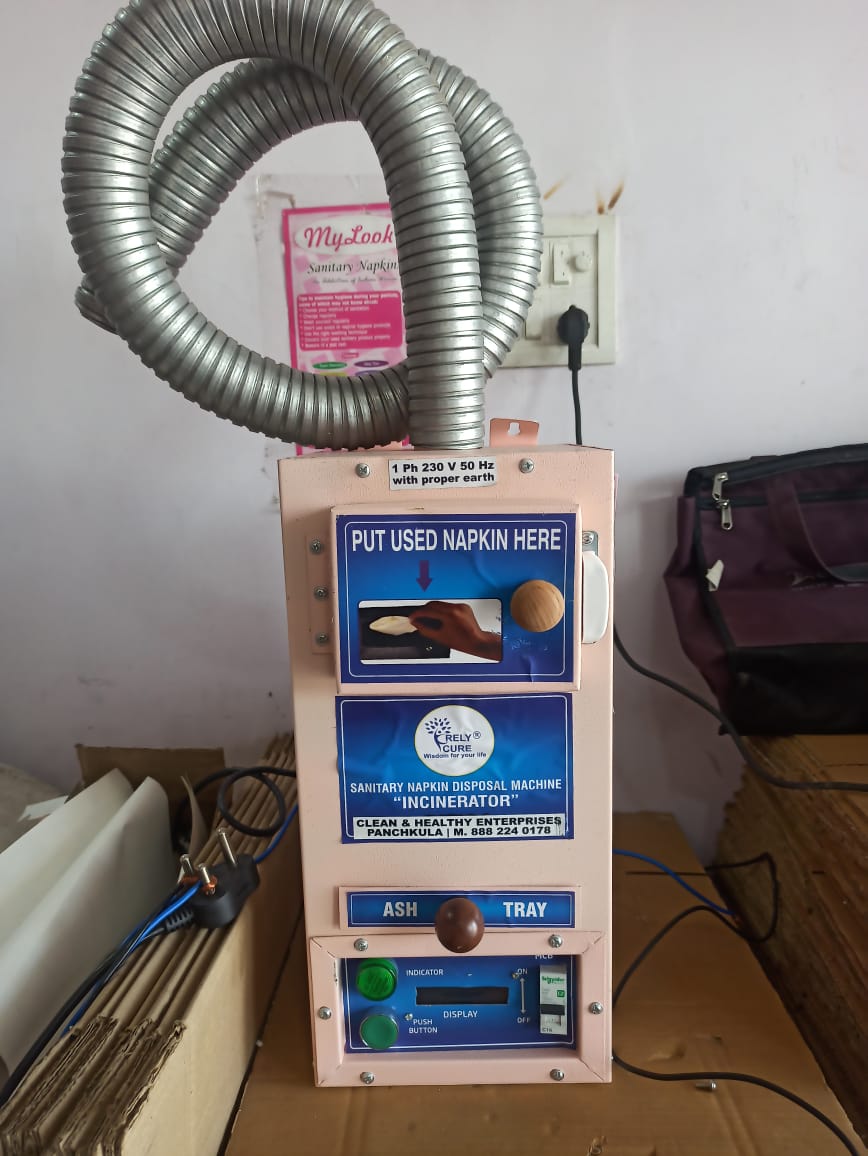 MyLook
Sanitary Napkin
1 Ph 230 V 50 Hz
with proper earth
PUT USED NAPKIN HERE
RELY®
CURE
Wisdom for your life
SANITARY NAPKIN DISPOSAL MACHINE
“INCINERATOR”
CLEAN & HEALTHY ENTERPRISES
PANCHKULA | M. 888 224 0178
ASH TRAY
MCB
INDICATOR
ON
DISPLAY
OFF
PUSH
BUTTON
Schneider
C16